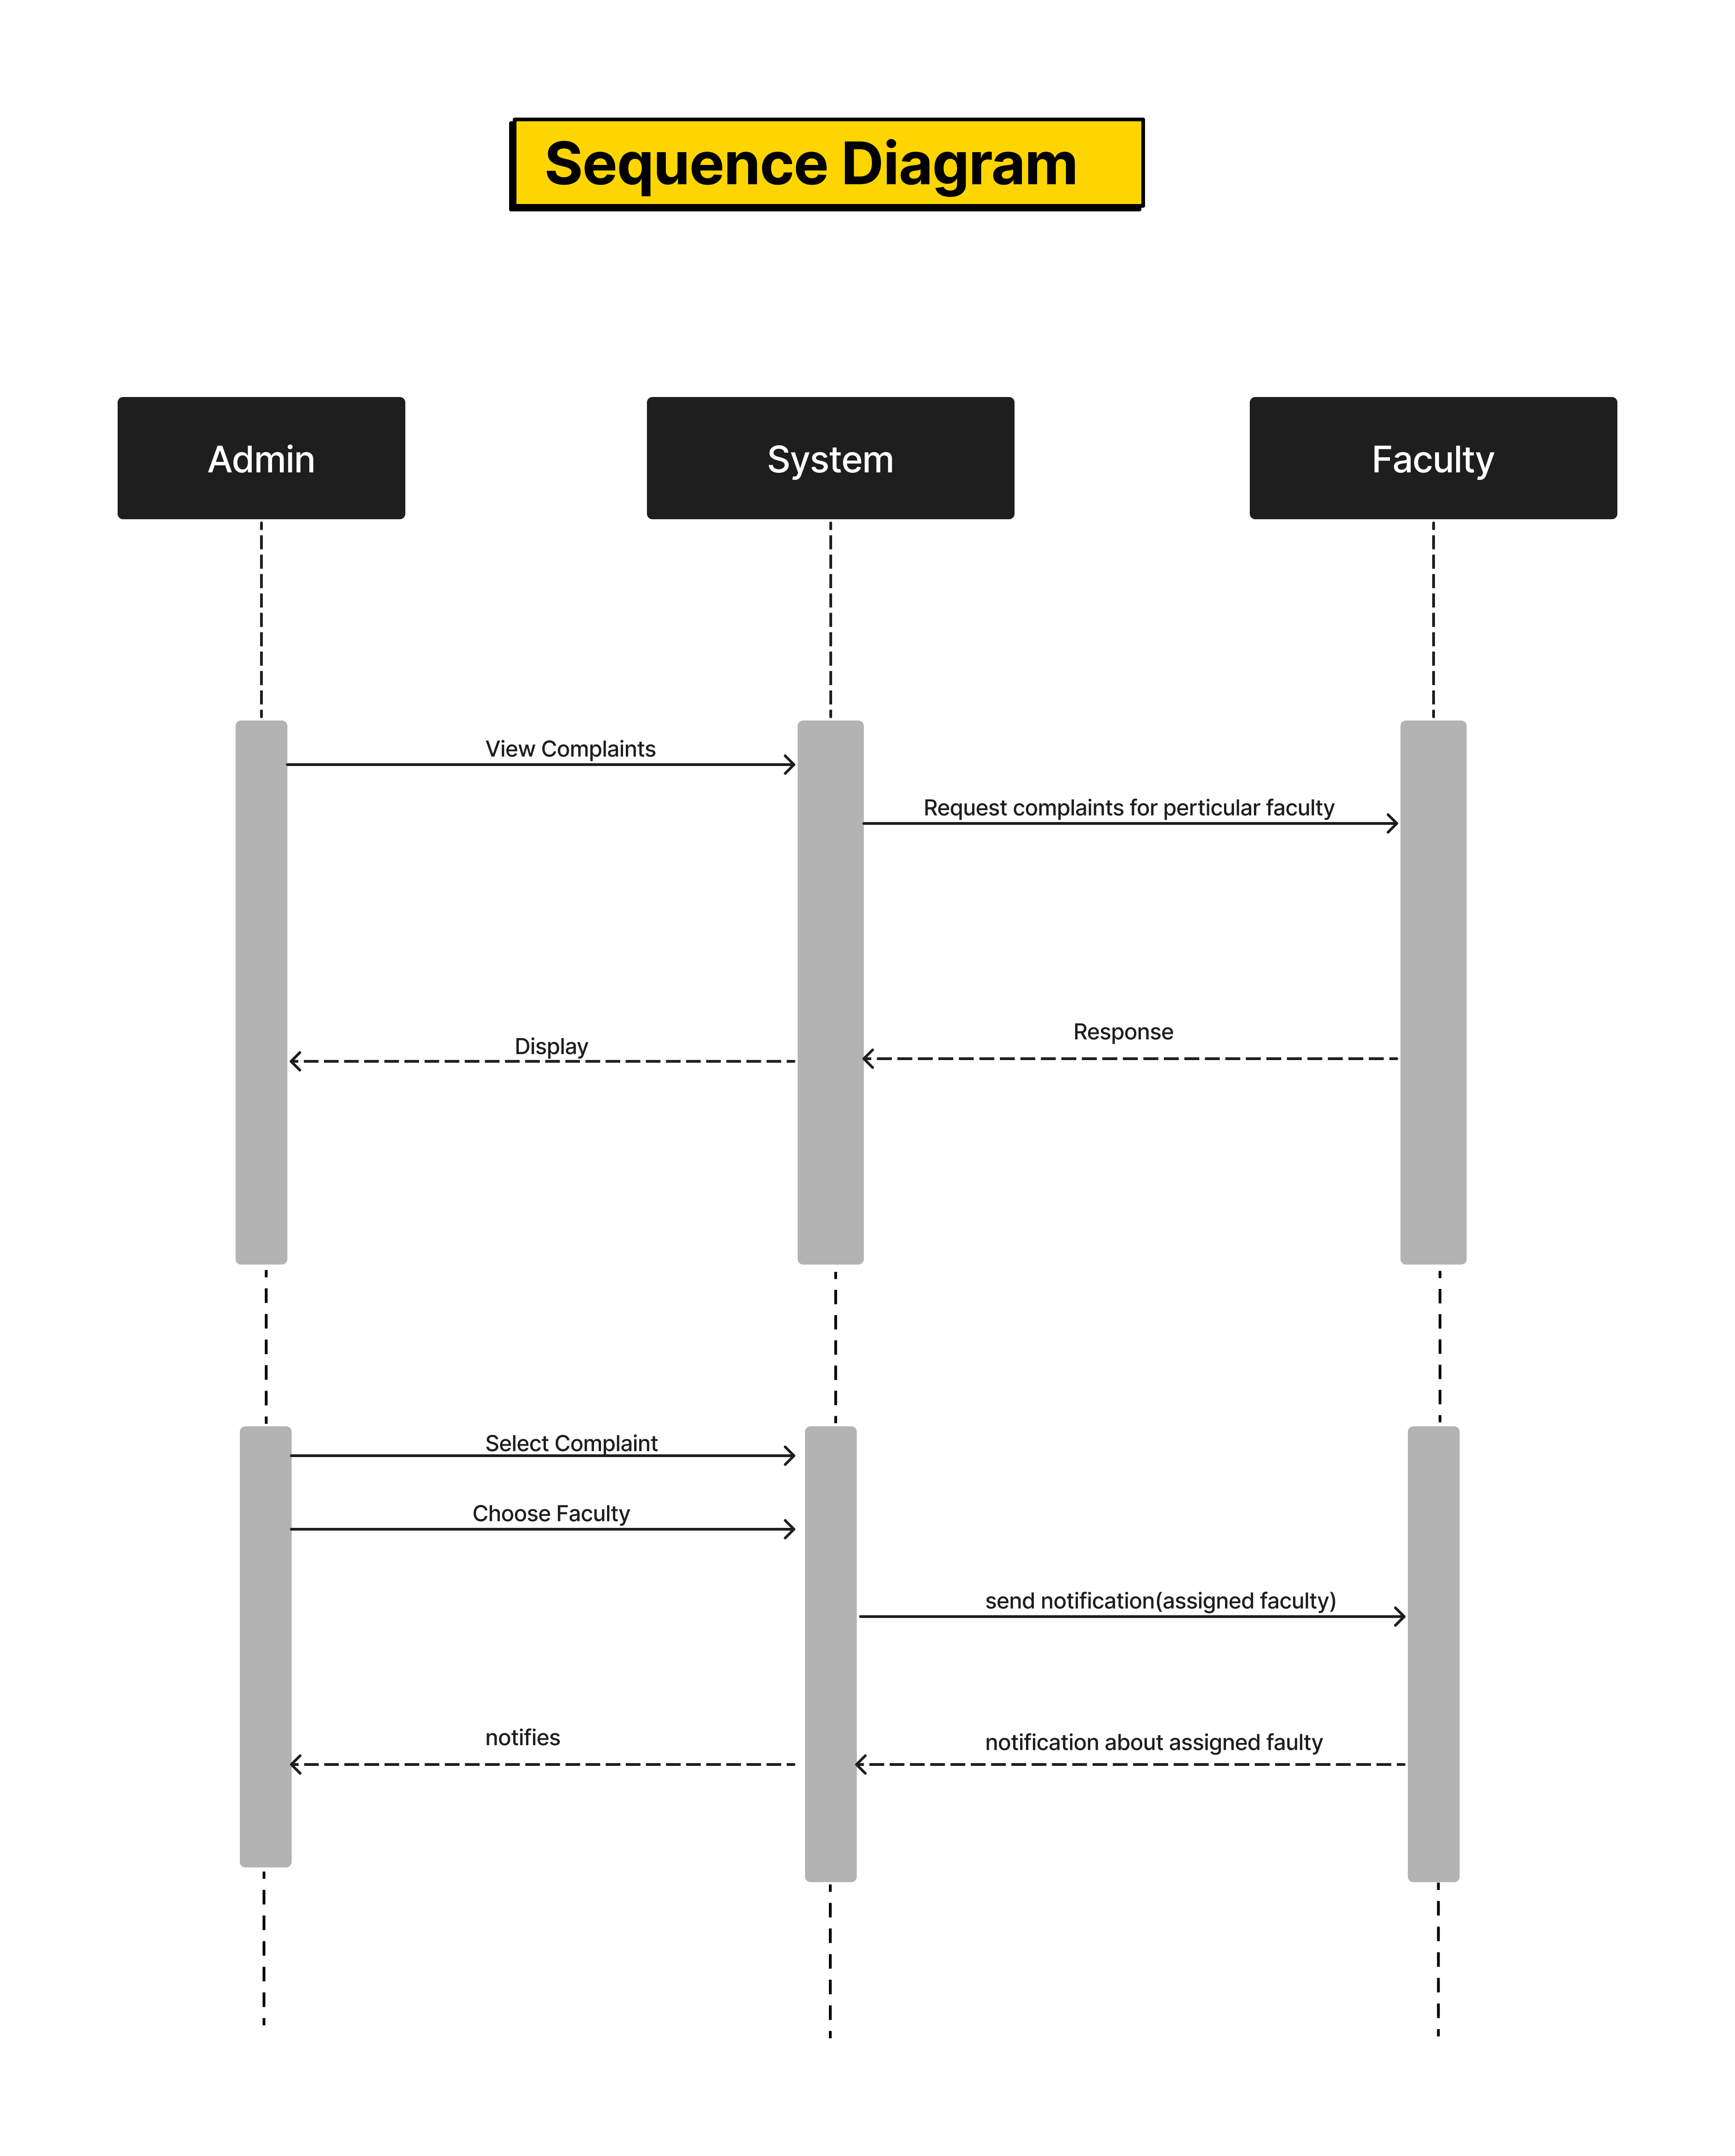 Sequence Diagram
Admin
System
Faculty
View Complaints
Request complaints for perticular faculty
Response
Display
Select Complaint
Choose Faculty
send notification(assigned faculty)
notifies
notification about assigned faulty